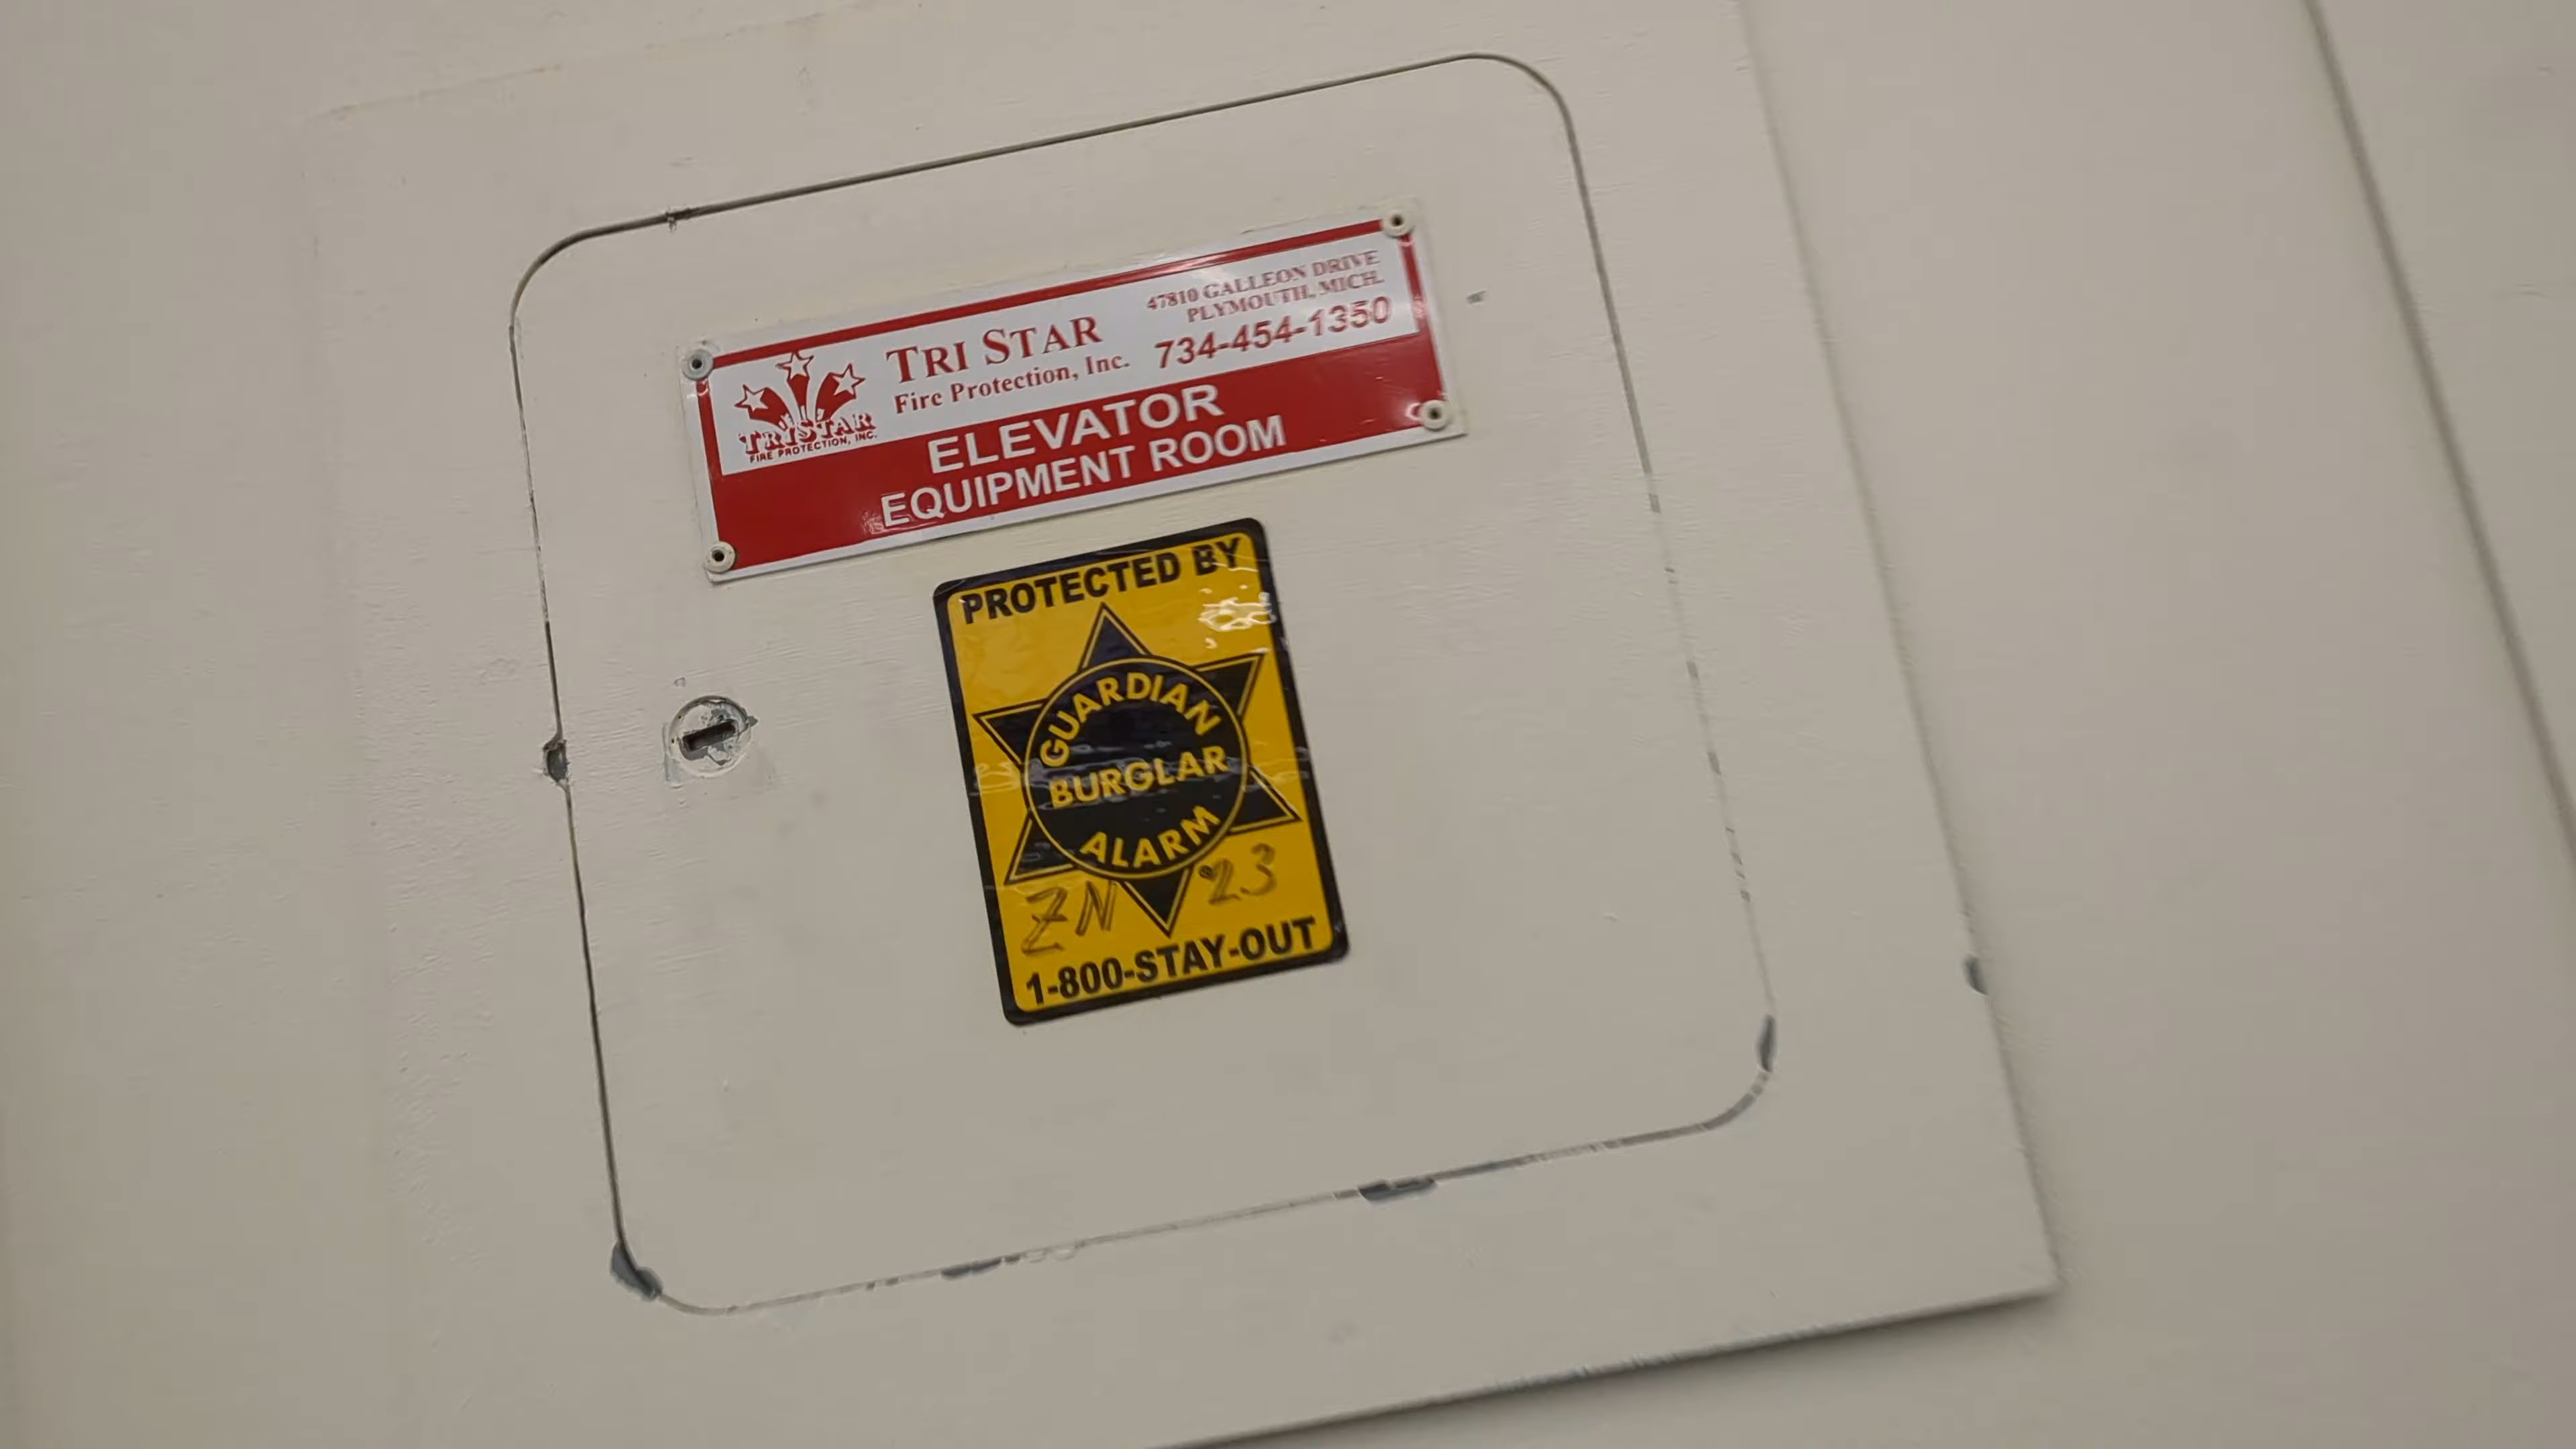 TRISTAR
FIRE PROTECTION, INC.
TRI STAR
Fire Protection, Inc.
47810 GALLEON DRIVE
PLYMOUTH, MICH.
734-454-1350
ELEVATOR
EQUIPMENT ROOM
PROTECTED BY
GUARDIAN
BURGLAR
ALARM
ZN 23
1-800-STAY-OUT